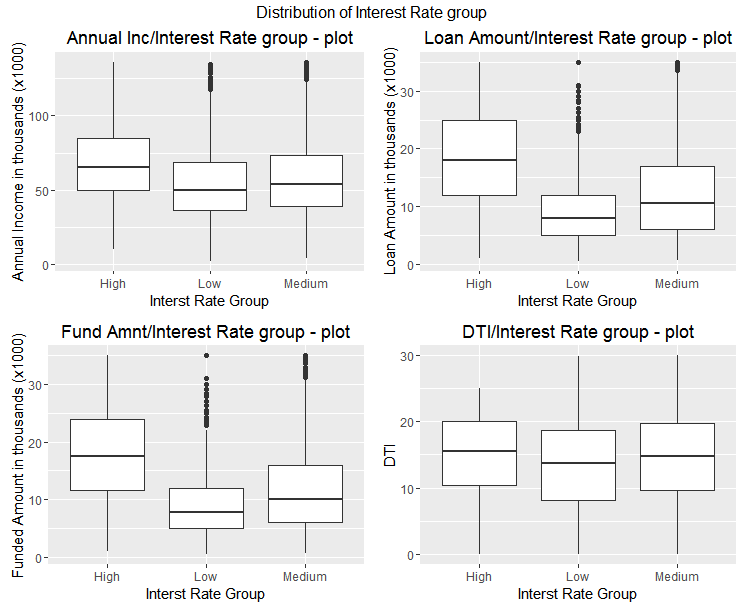 Distribution of Interest Rate group
Annual Inc/Interest Rate group - plot
Annual Income in thousands (x1000)
100
50
0
High Low Medium
Interst Rate Group
Loan Amount/Interest Rate group - plot
Loan Amount in thousands (x1000)
30
20
10
0
High Low Medium
Interst Rate Group
Fund Amnt/Interest Rate group - plot
Funded Amount in thousands (x1000)
30
20
10
0
High Low Medium
Interst Rate Group
DTI/Interest Rate group - plot
DTI
30
20
10
0
High Low Medium
Interst Rate Group